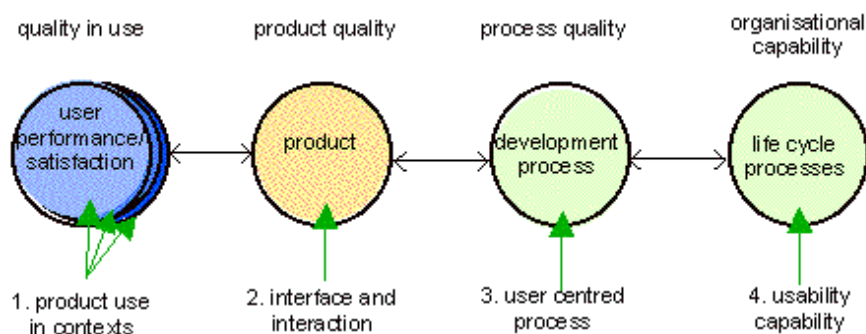 quality in use
product quality
process quality
organisational
capability
user
performance/
satisfaction
product
development
process
life cycle
processes
1. product use
in contexts
2. interface and
interaction
3. user centred
process
4. usability
capability